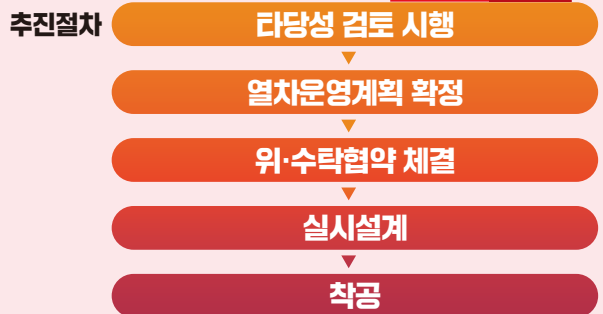 추진절차
타당성 검토 시행
열차운영계획 확정
위·수탁협약 체결
실시설계
착공